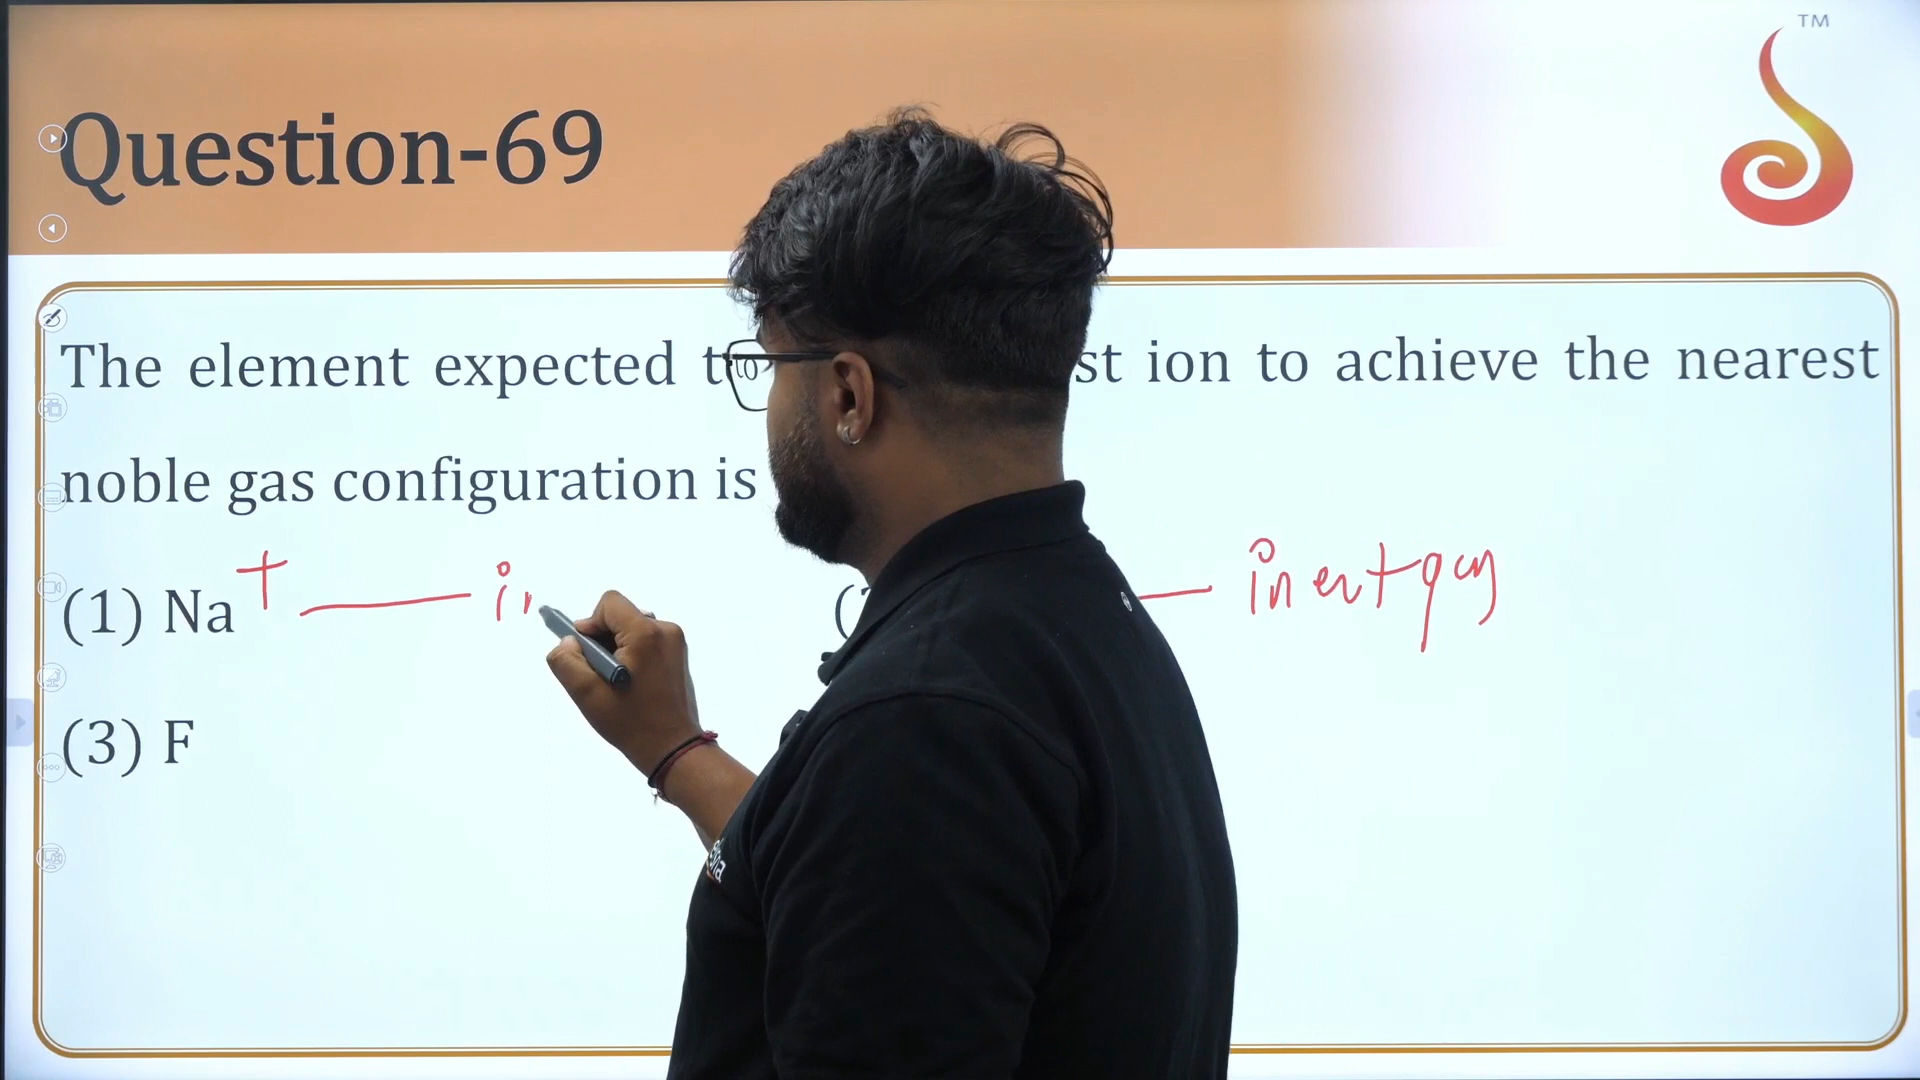 TM
Question-69
The element expected to st ion to achieve the nearest
noble gas configuration is
(1) Na + i inert gas
(3) F